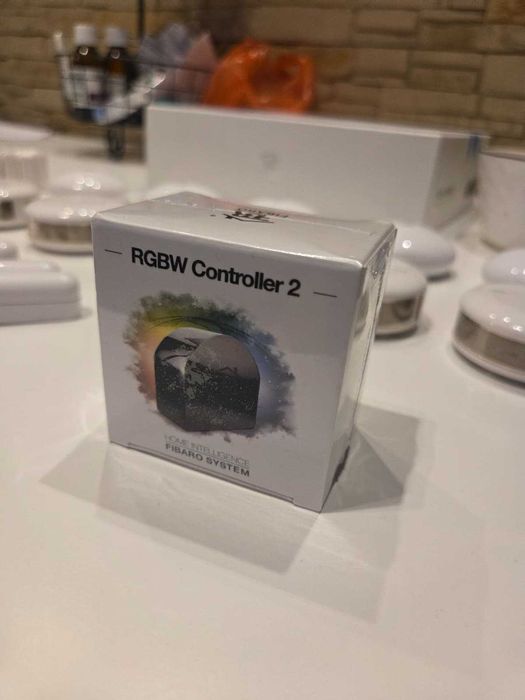 RGBW Controller 2
HOME INTELLIGENCE
FIBARO SYSTEM